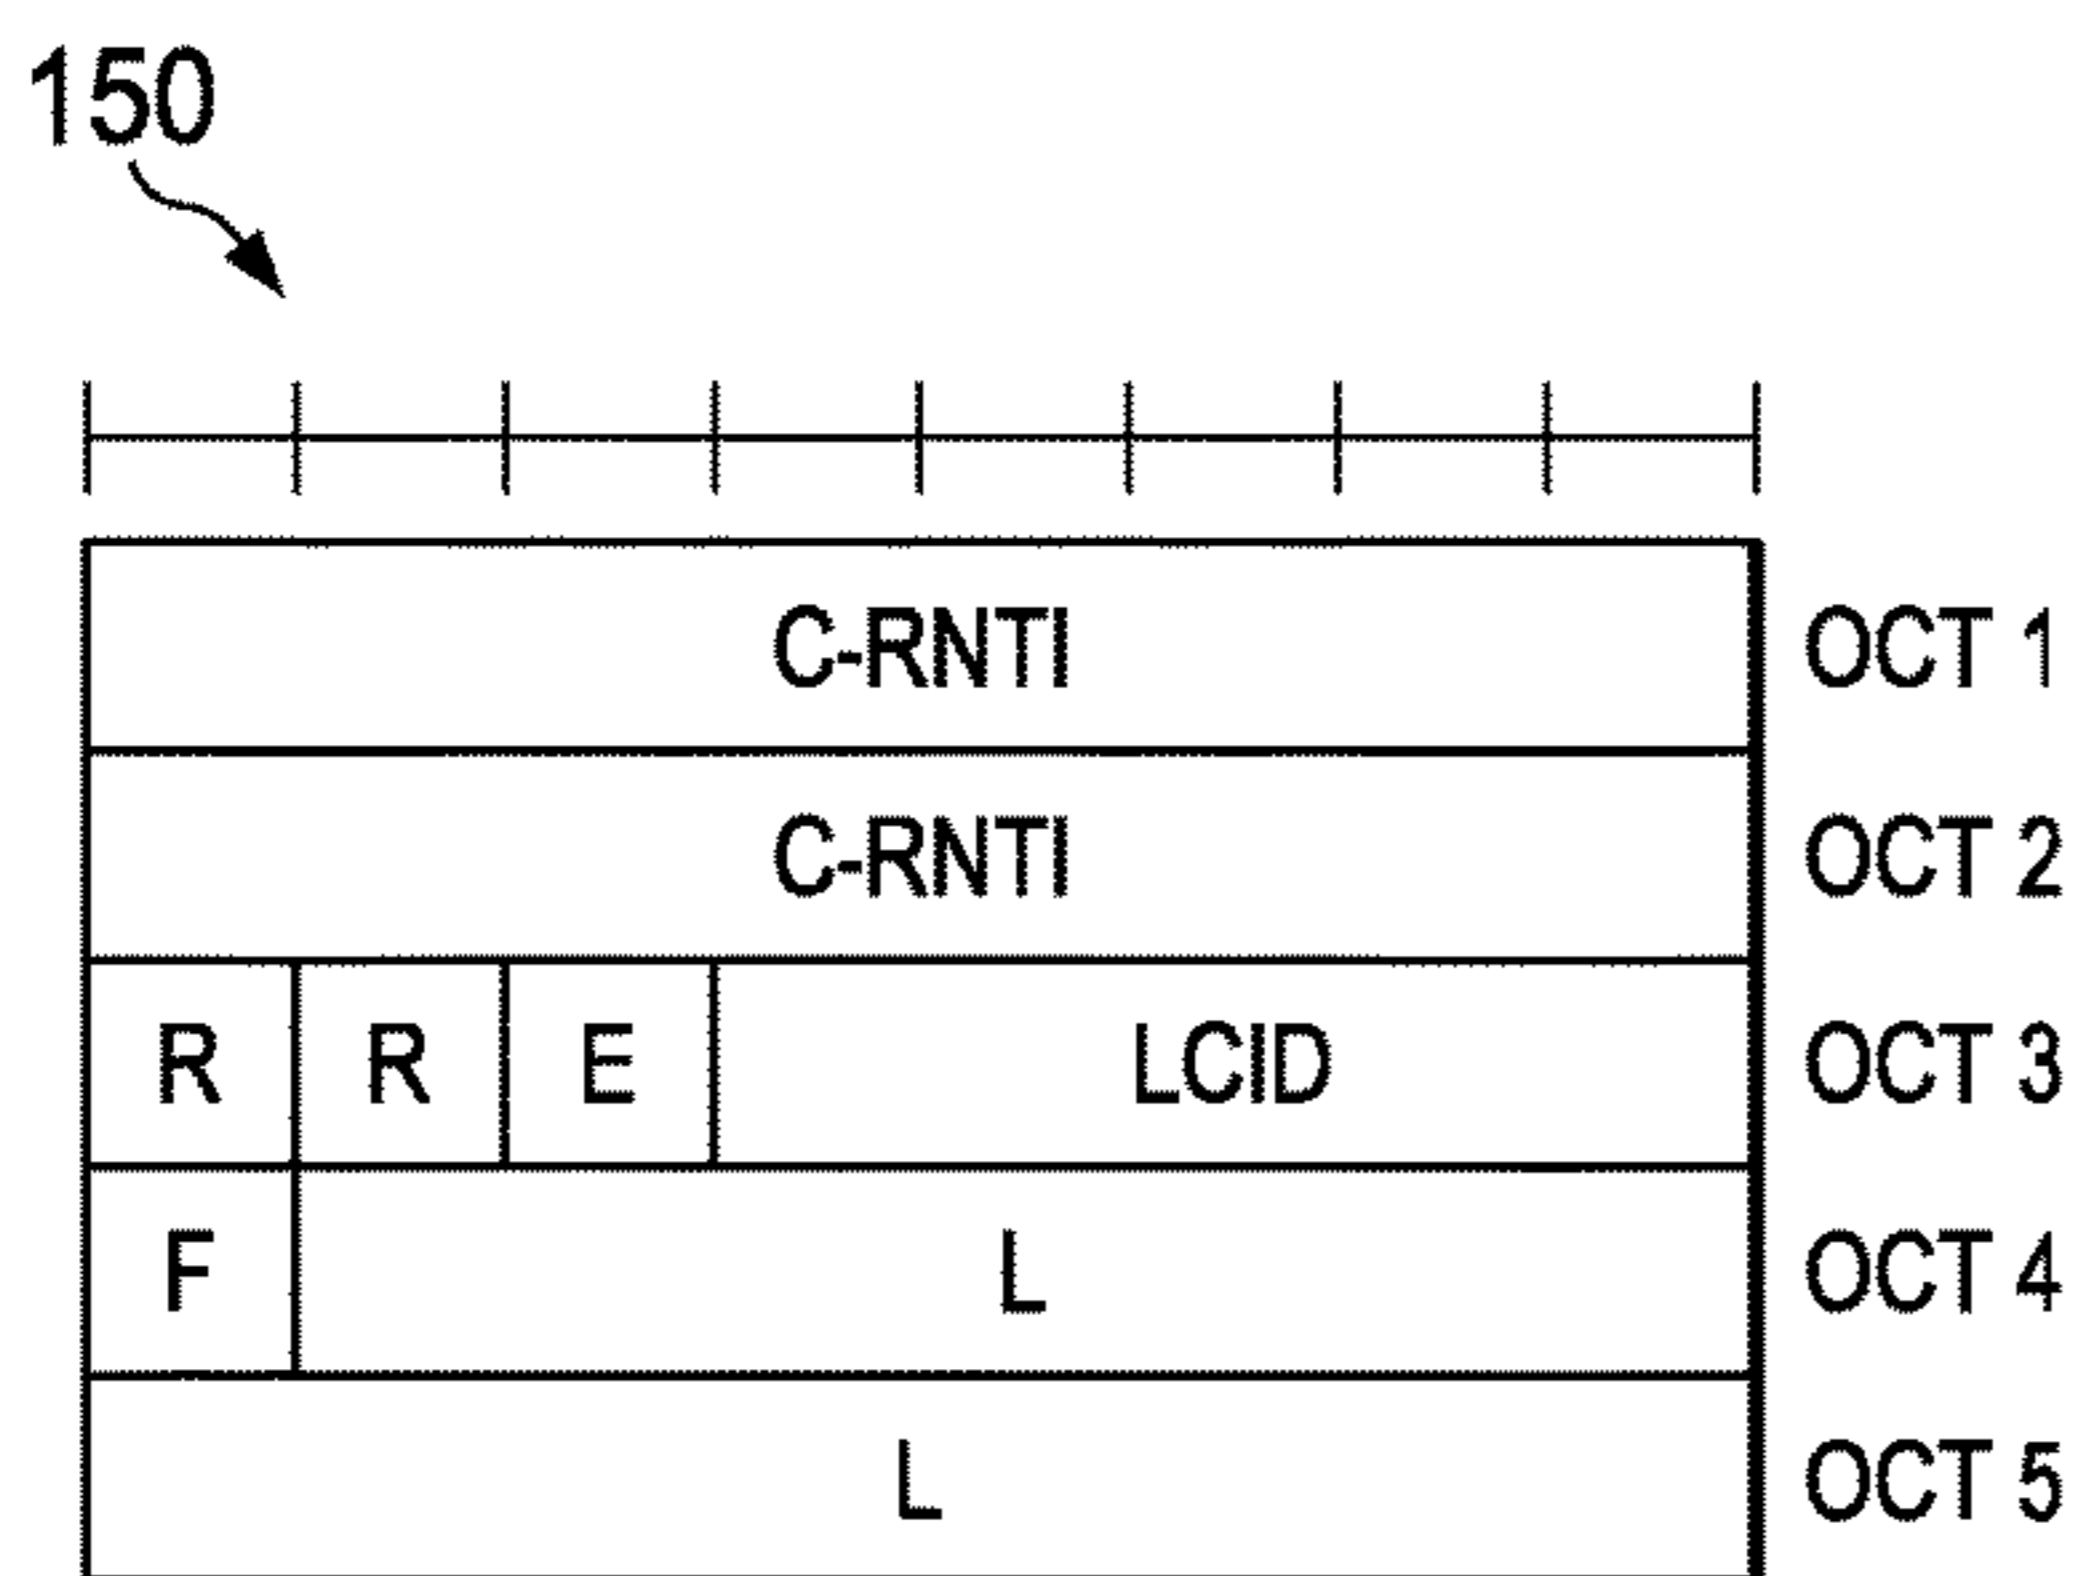 150
C-RNTI OCT 1
C-RNTI OCT 2
R R E LCID OCT 3
F L OCT 4
L OCT 5